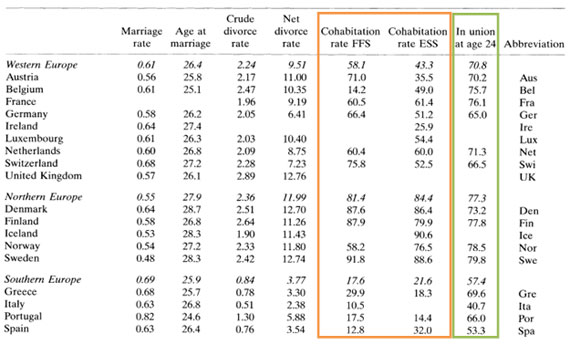 Marriage rate Age at marriage Crude divorce rate Net divorce rate Cohabitation rate FFS Cohabitation rate ESS In union at age 24 Abbreviation
Western Europe 0.61 26.4 2.24 9.51 58.1 43.3 70.8
Austria 0.56 25.8 2.17 11.00 71.0 35.5 70.2 Aus
Belgium 0.61 25.1 2.47 10.35 14.2 49.0 75.7 Bel
France 1.96 9.19 60.5 61.4 76.1 Fra
Germany 0.58 26.2 2.05 6.41 66.4 51.2 65.0 Ger
Ireland 0.64 27.4 25.9 Ire
Luxembourg 0.61 26.3 2.03 10.40 54.4 Lux
Netherlands 0.60 26.8 2.09 8.75 60.4 60.0 71.3 Net
Switzerland 0.68 27.2 2.28 7.23 75.8 52.5 66.5 Swi
United Kingdom 0.57 26.1 2.89 12.76 UK
Northern Europe 0.55 27.9 2.36 11.99 81.4 84.4 77.3
Denmark 0.64 28.7 2.51 12.70 87.6 86.4 73.2 Den
Finland 0.58 26.8 2.64 11.26 87.9 79.9 77.8 Fin
Iceland 0.53 28.3 1.90 11.43 90.6 Ice
Norway 0.54 27.2 2.33 11.80 58.2 76.5 78.5 Nor
Sweden 0.48 28.3 2.42 12.74 91.8 88.6 79.8 Swe
Southern Europe 0.69 25.9 0.84 3.77 17.6 21.6 57.4
Greece 0.68 25.7 0.78 3.30 29.9 18.3 69.6 Gre
Italy 0.63 26.8 0.51 2.38 10.5 40.7 Ita
Portugal 0.82 24.6 1.30 5.88 17.5 14.4 66.0 Por
Spain 0.63 26.4 0.76 3.54 12.8 32.0 53.3 Spa